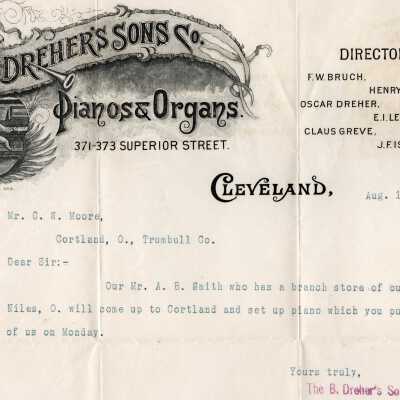 DREHER'S SONS CO.
Pianos & Organs.
371-373 SUPERIOR STREET.
DIRECTO
F.W. BRUCH,
HENRY
OSCAR DREHER,
E.I. LE
CLAUS GREVE,
J.F. IS
CLEVELAND,
Aug. 1
Mr. C. W. Moore,
Cortland, O., Trumbull Co.
Dear Sir:-
Our Mr. A. B. Smith who has a branch store of ou
Niles, O. will come up to Cortland and set up piano which you pu
of us on Monday.
Yours truly,
The B. Dreher's So